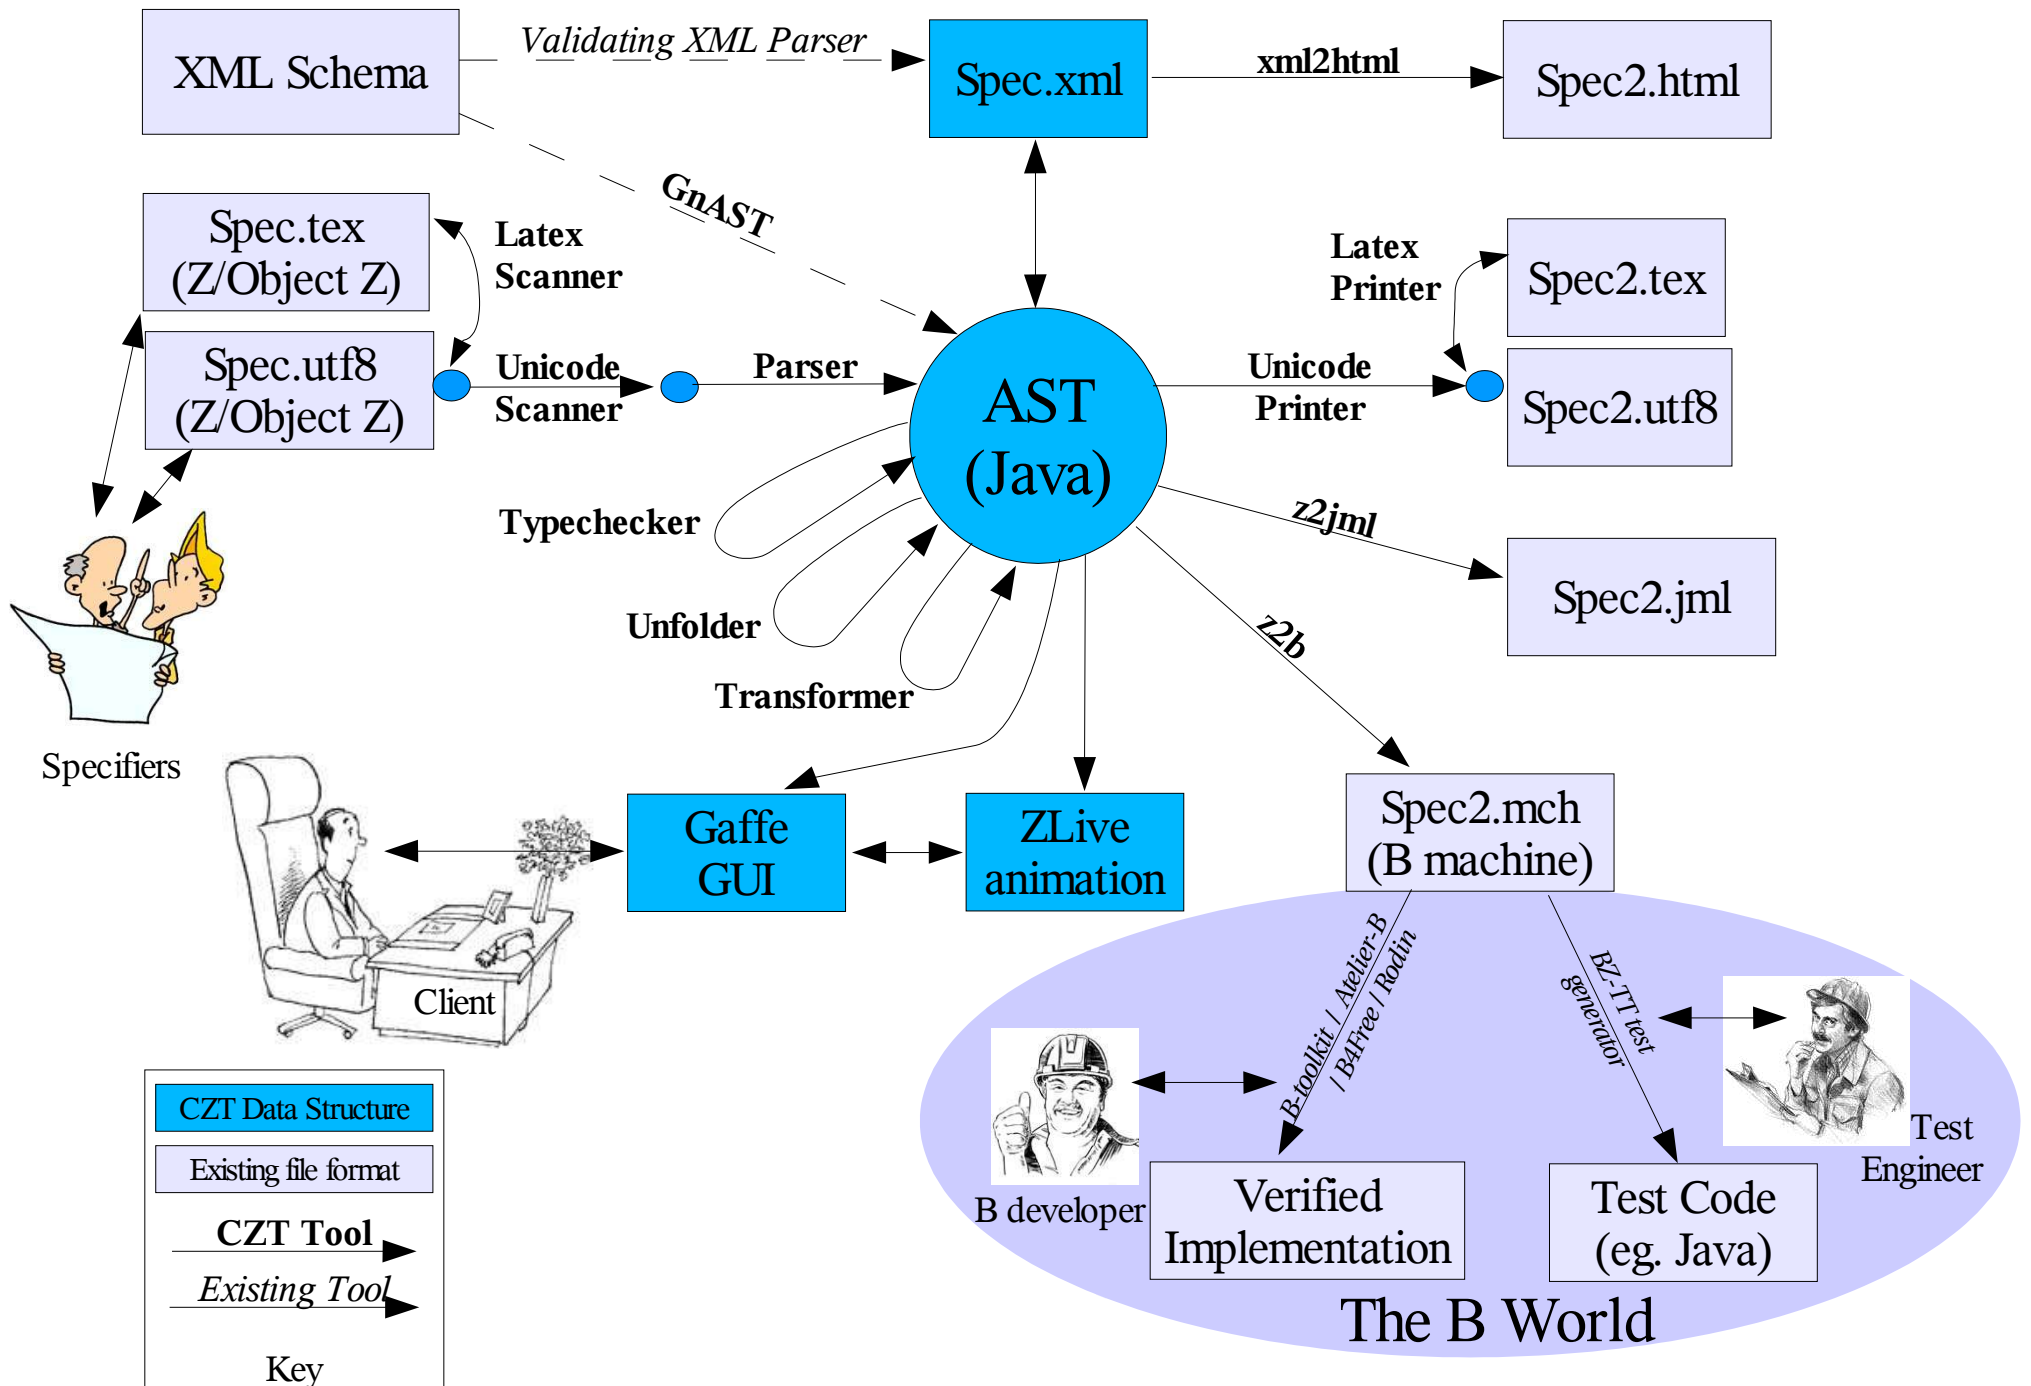 XML Schema
Validating XML Parser
Spec.xml
xml2html
Spec2.html
GnAST
Spec.tex
(Z/Object Z)
Latex
Scanner
Latex
Printer
Spec2.tex
Spec.utf8
(Z/Object Z)
Unicode
Scanner
Parser
AST
(Java)
Unicode
Printer
Spec2.utf8
Typechecker
z2jml
Spec2.jml
Unfolder
z2b
Transformer
Specifiers
Gaffe
GUI
ZLive
animation
Spec2.mch
(B machine)
Client
B-toolkit / Atelier-B
/ B4Free / Rodin
BZ-TT test
generator
Test
Engineer
B developer
Verified
Implementation
Test Code
(eg. Java)
The B World
CZT Data Structure
Existing file format
CZT Tool
Existing Tool
Key